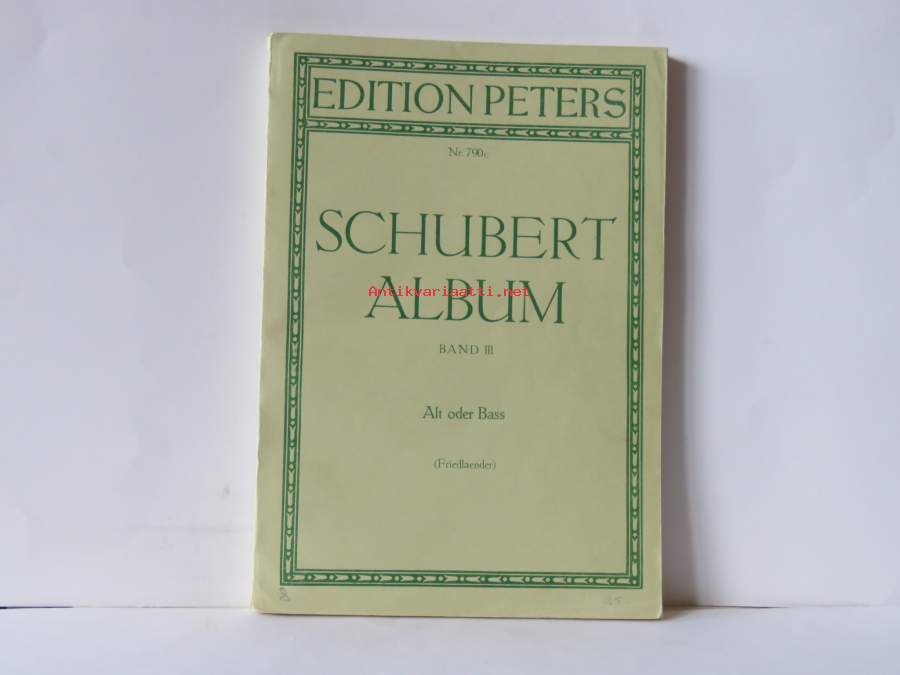 EDITION PETERS
Nr. 790c
SCHUBERT
Antikvariaatti.net
ALBUM
BAND III
Alt oder Bass
(Friedlaender)